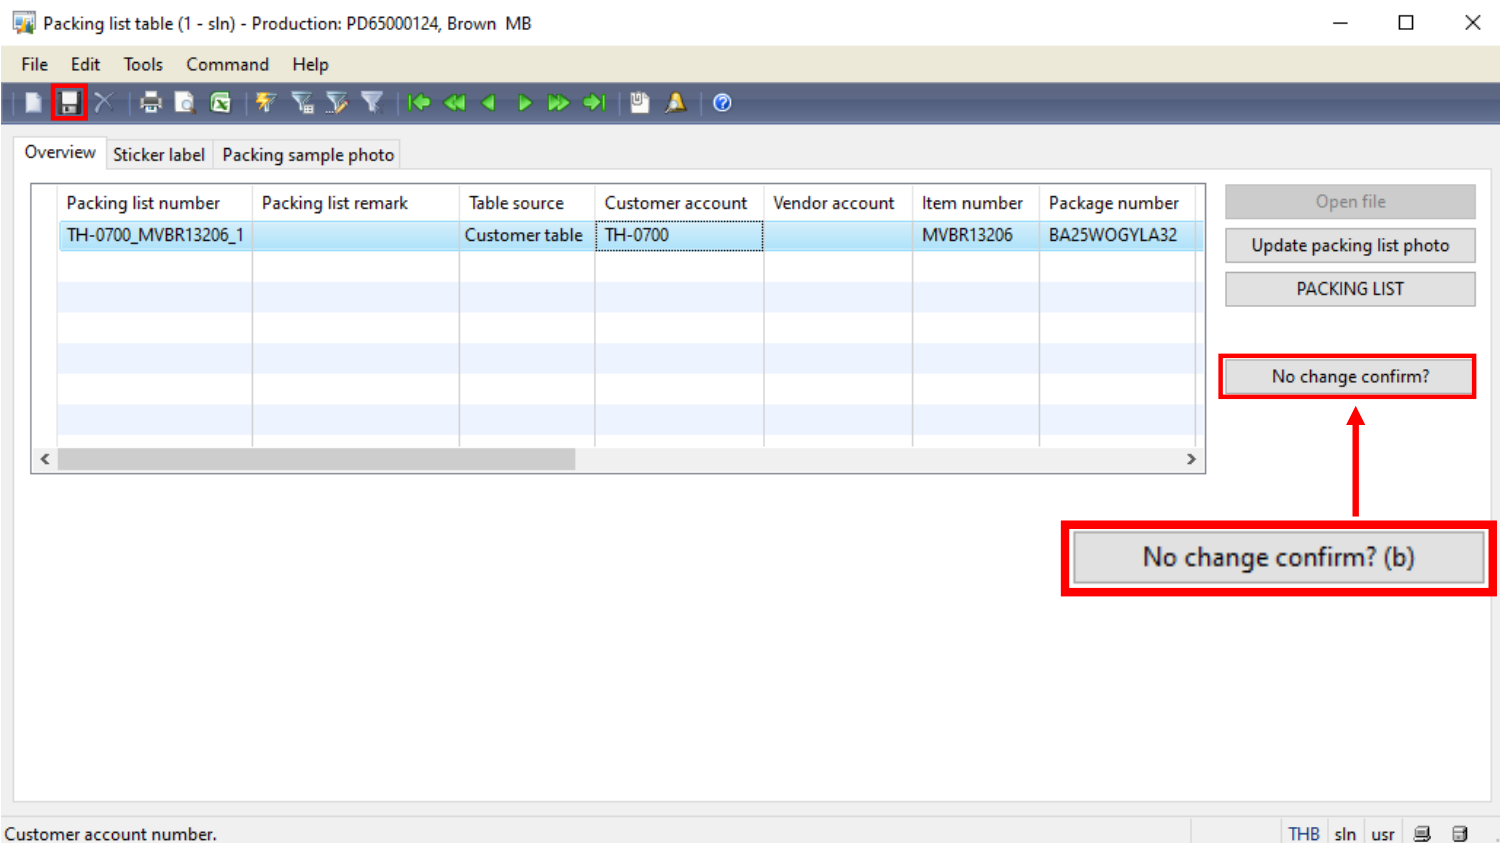 Packing list table (1 - sln) - Production: PD65000124, Brown  MB
File Edit Tools Command Help
Overview Sticker label Packing sample photo
Packing list number Packing list remark Table source Customer account Vendor account Item number Package number
TH-0700_MVBR13206_1 Customer table TH-0700 MVBR13206 BA25WOGYLA32
Open file
Update packing list photo
PACKING LIST
No change confirm?
No change confirm? (b)
Customer account number.
THB sln usr